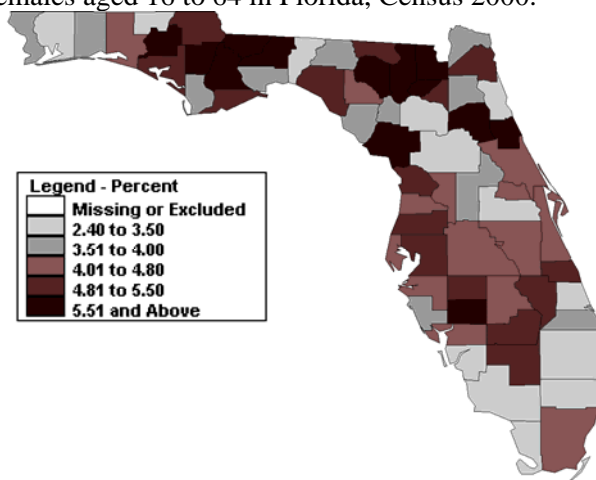 females aged 16 to 64 in Florida, Census 2000.
Legend - Percent
Missing or Excluded
2.40 to 3.50
3.51 to 4.00
4.01 to 4.80
4.81 to 5.50
5.51 and Above